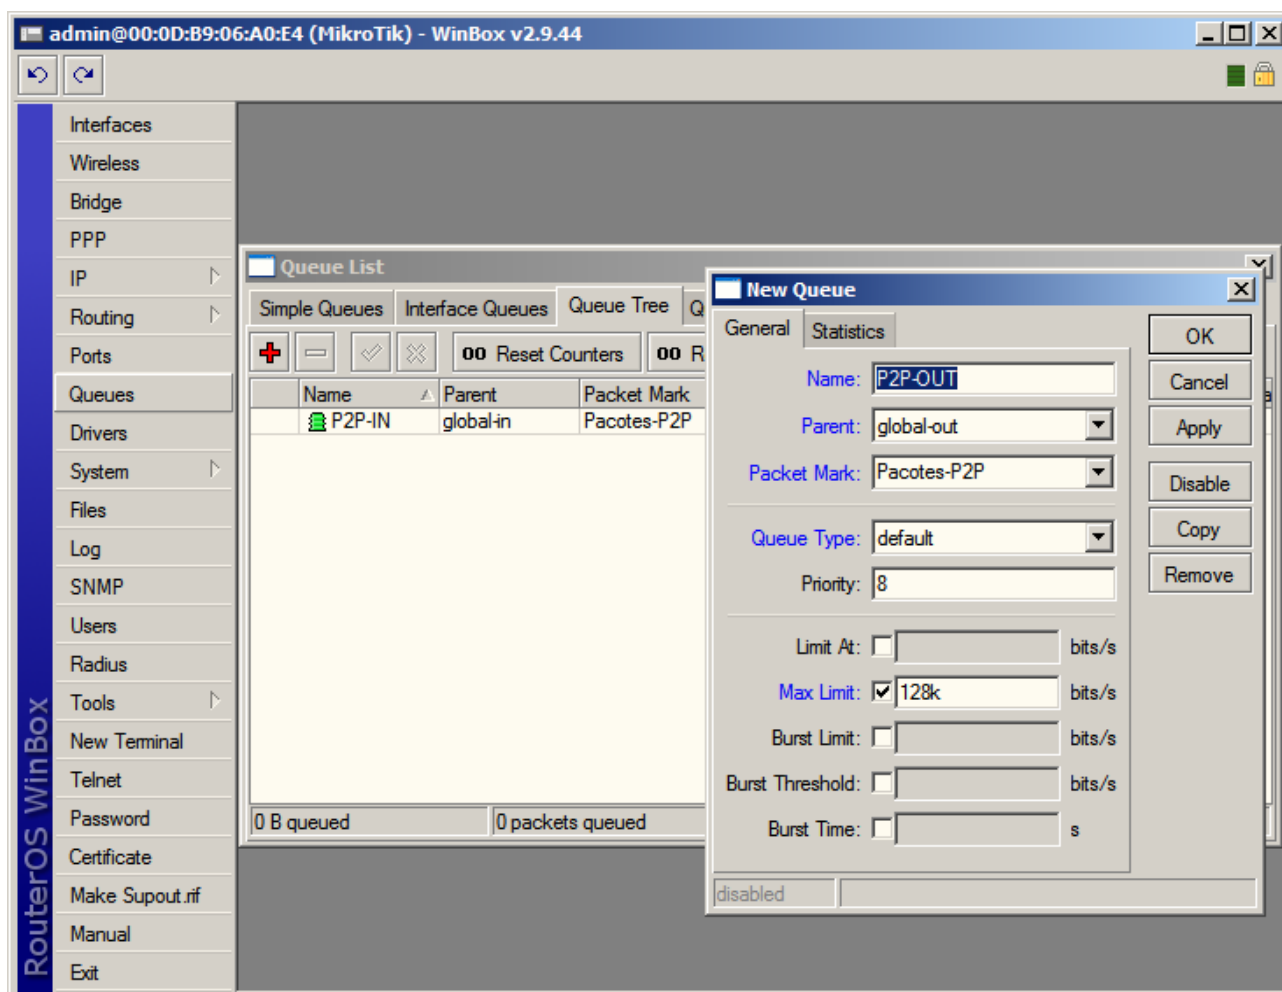 admin@00:0D:B9:06:A0:E4 (MikroTik) - WinBox v2.9.44
RouterOS WinBox
Interfaces
Wireless
Bridge
PPP
IP
Routing
Ports
Queues
Drivers
System
Files
Log
SNMP
Users
Radius
Tools
New Terminal
Telnet
Password
Certificate
Make Supout.rif
Manual
Exit
Queue List
Simple Queues Interface Queues Queue Tree Q
00 Reset Counters 00 R
Name Parent Packet Mark
P2P-IN global-in Pacotes-P2P
0 B queued 0 packets queued
New Queue
General Statistics
Name: P2P-OUT
Parent: global-out
Packet Mark: Pacotes-P2P
Queue Type: default
Priority: 8
Limit At: bits/s
Max Limit: 128k bits/s
Burst Limit: bits/s
Burst Threshold: bits/s
Burst Time: s
OK
Cancel
Apply
Disable
Copy
Remove
disabled